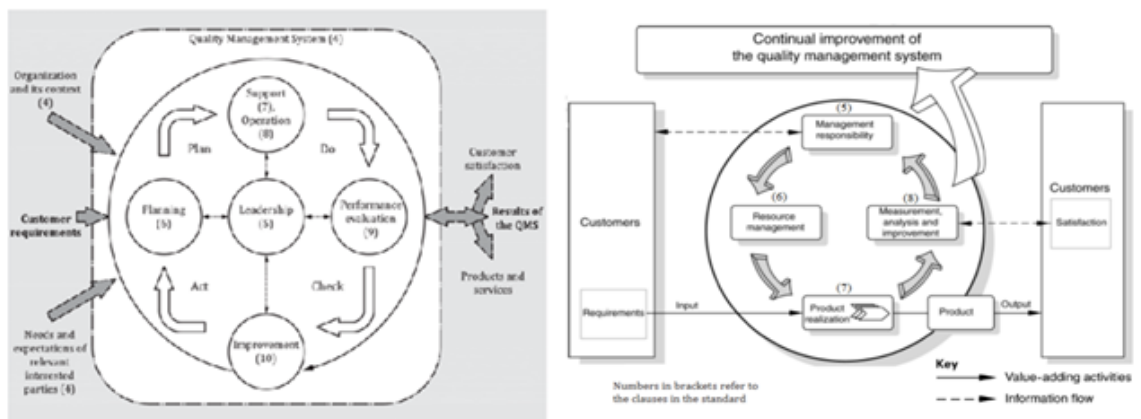 Quality Management System (4)
Organization
and its context
(4)
Support
(7),
Operation
(8)
Plan
Do
Customer
satisfaction
Customer
requirements
Planning
(6)
Leadership
(5)
Performance
evaluation
(9)
Results of
the QMS
Act
Check
Products and
services
Improvement
(10)
Needs and
expectations of
relevant
interested
parties (4)
Continual improvement of
the quality management system
(5)
Management
responsibility
(6)
Resource
management
(8)
Measurement,
analysis and
improvement
Customers
Requirements
Input
(7)
Product
realization
Product
Output
Customers
Satisfaction
Numbers in brackets refer to
the clauses in the standard
Key
Value-adding activities
Information flow